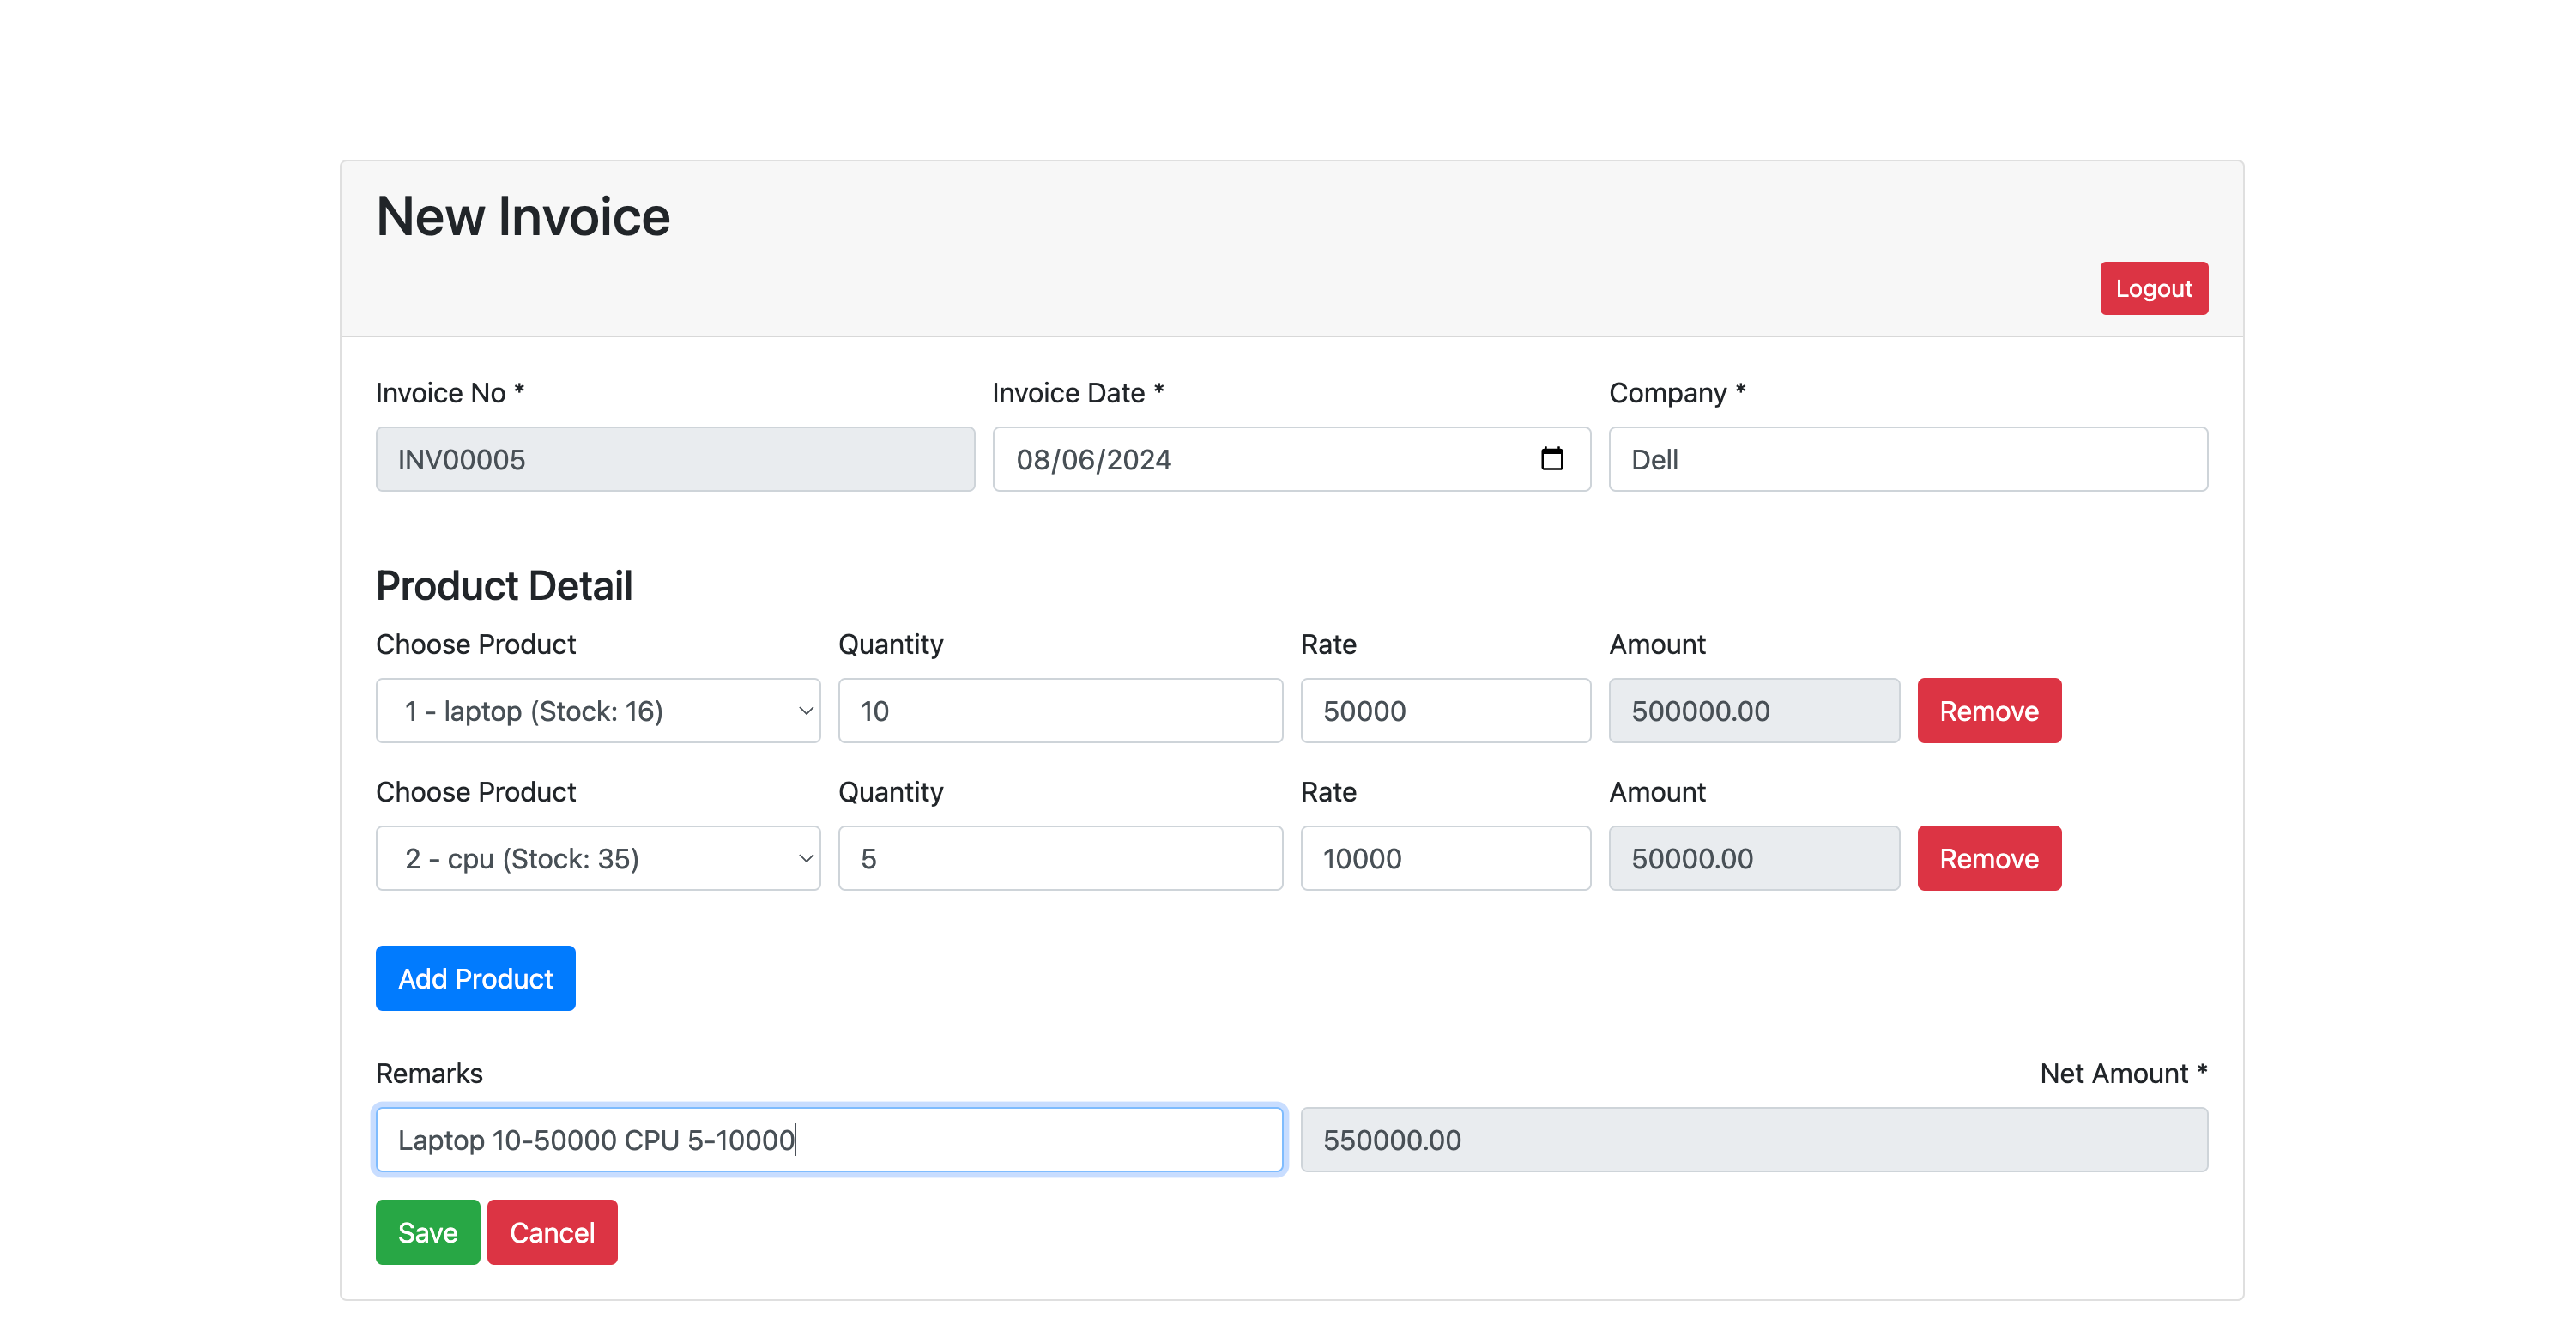 New Invoice
Logout
Invoice No * Invoice Date * Company *
INV00005 08/06/2024 Dell
Product Detail
Choose Product Quantity Rate Amount
1 - laptop (Stock: 16) 10 50000 500000.00 Remove
Choose Product Quantity Rate Amount
2 - cpu (Stock: 35) 5 10000 50000.00 Remove
Add Product
Remarks Net Amount *
Laptop 10-50000 CPU 5-10000 550000.00
Save Cancel